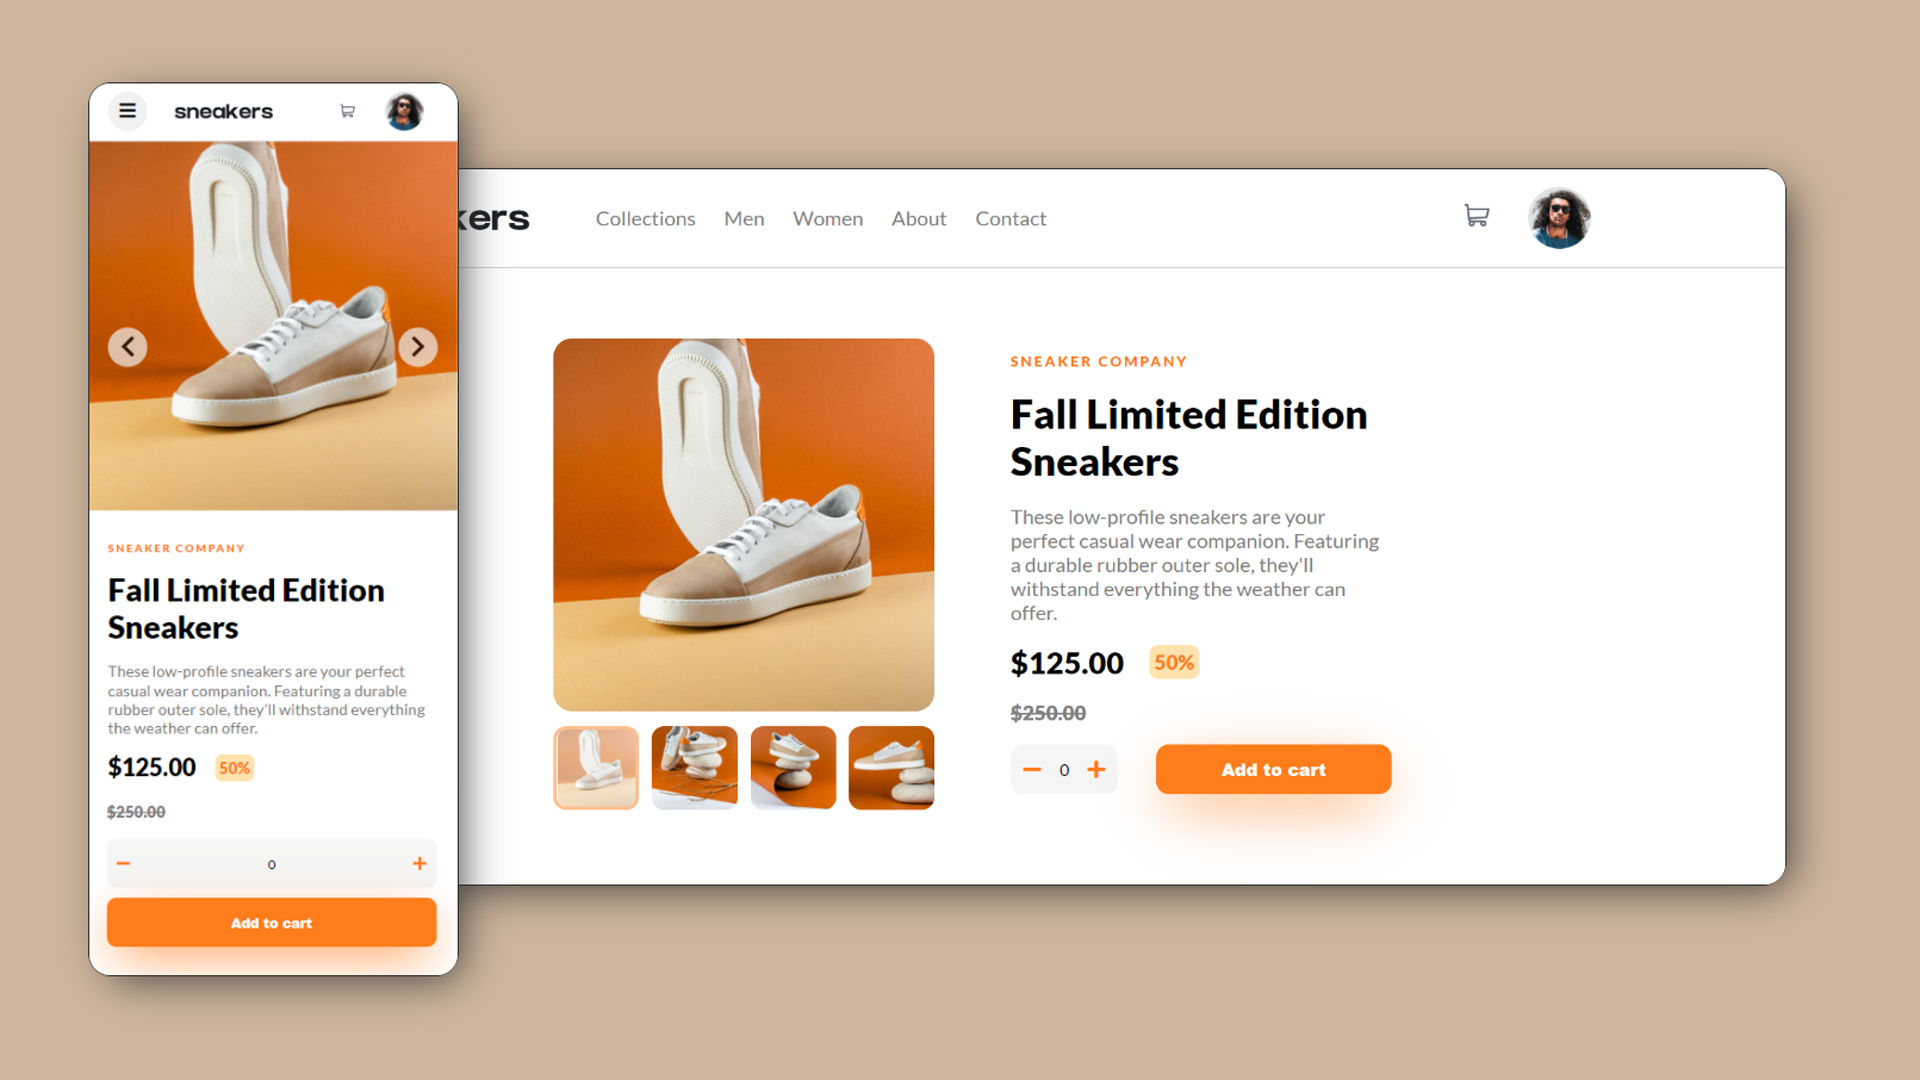 sneakers
SNEAKER COMPANY
Fall Limited Edition
Sneakers
These low-profile sneakers are your perfect
casual wear companion. Featuring a durable
rubber outer sole, they'll withstand everything
the weather can offer.
$125.00 50%
$250.00
0
Add to cart
kers Collections Men Women About Contact
SNEAKER COMPANY
Fall Limited Edition
Sneakers
These low-profile sneakers are your
perfect casual wear companion. Featuring
a durable rubber outer sole, they'll
withstand everything the weather can
offer.
$125.00 50%
$250.00
0 Add to cart